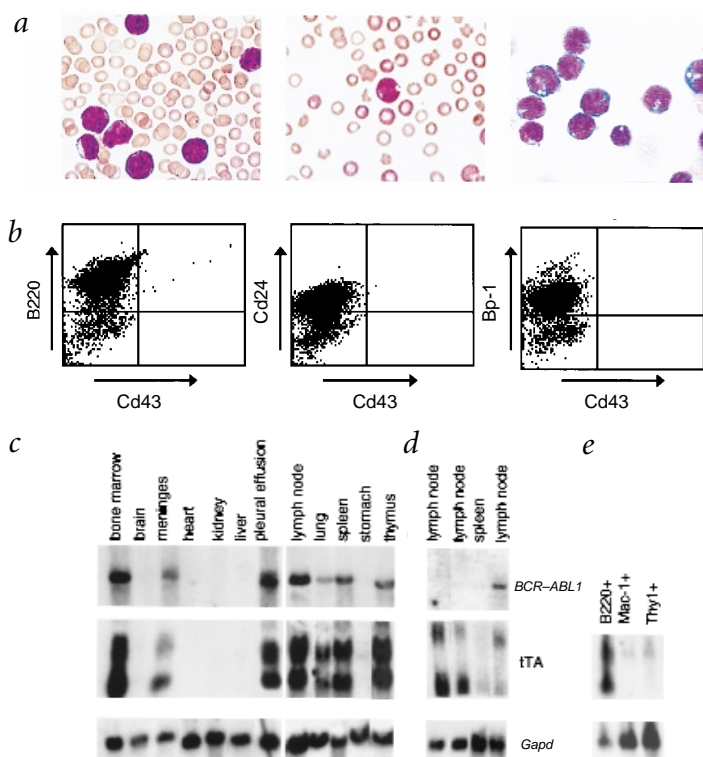 a
b
B220
Cd43
Cd24
Cd43
Bp-1
Cd43
c
bone marrow
brain
meninges
heart
kidney
liver
pleural effusion
lymph node
lung
spleen
stomach
thymus
d
lymph node
lymph node
spleen
lymph node
e
B220+
Mac-1+
Thy1+
BCR–ABL1
tTA
Gapd